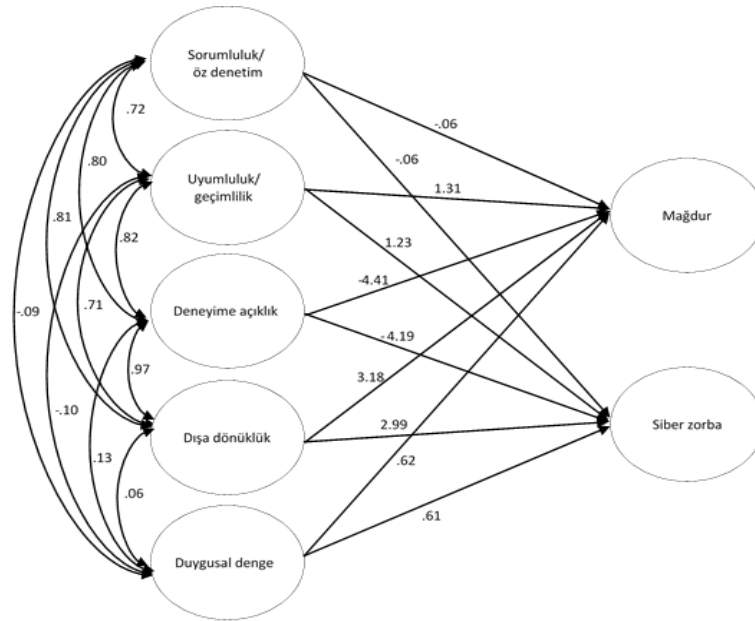 Sorumluluk/
öz denetim
.72
-.06
.80
-.06
Uyumluluk/
geçimlilik
1.31
Mağdur
.81
.82
1.23
-4.41
-.09
.71
Deneyime açıklık
-4.19
.97
3.18
-.10
Dışa dönüklük
2.99
Siber zorba
.13
.62
.06
.61
Duygusal denge